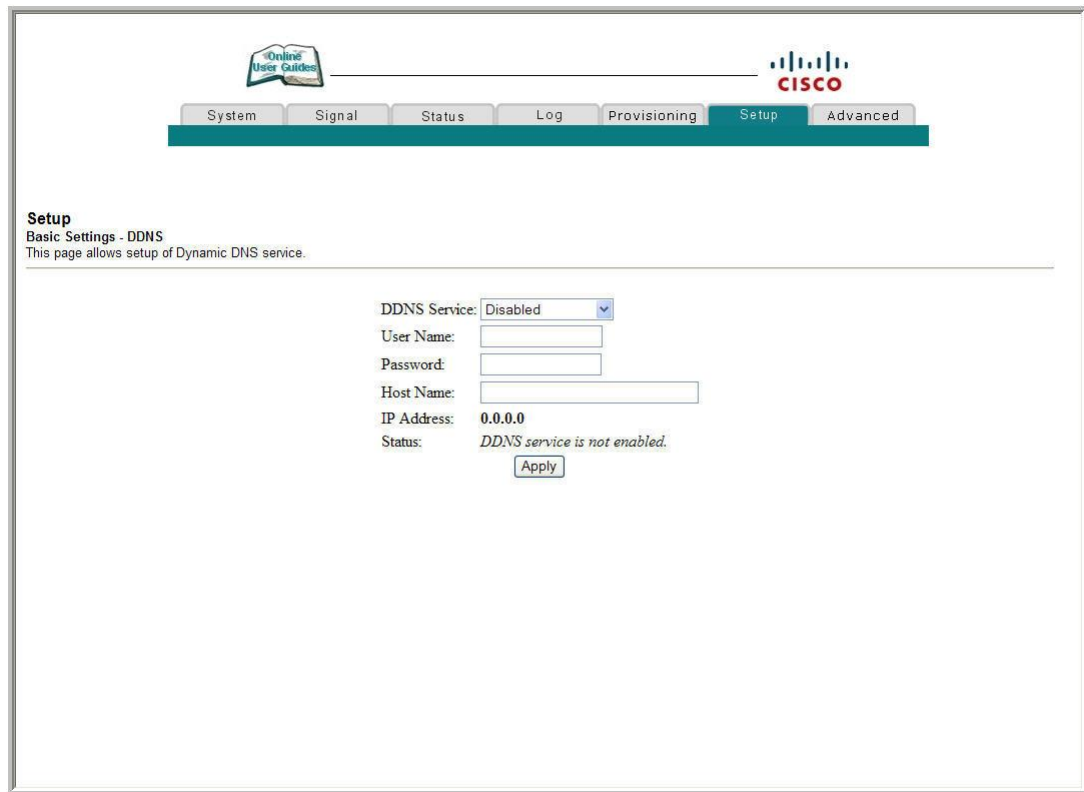 Online
User Guides
CISCO
System Signal Status Log Provisioning Setup Advanced
Setup
Basic Settings - DDNS
This page allows setup of Dynamic DNS service.
DDNS Service: Disabled
User Name:
Password:
Host Name:
IP Address: 0.0.0.0
Status: DDNS service is not enabled.
Apply